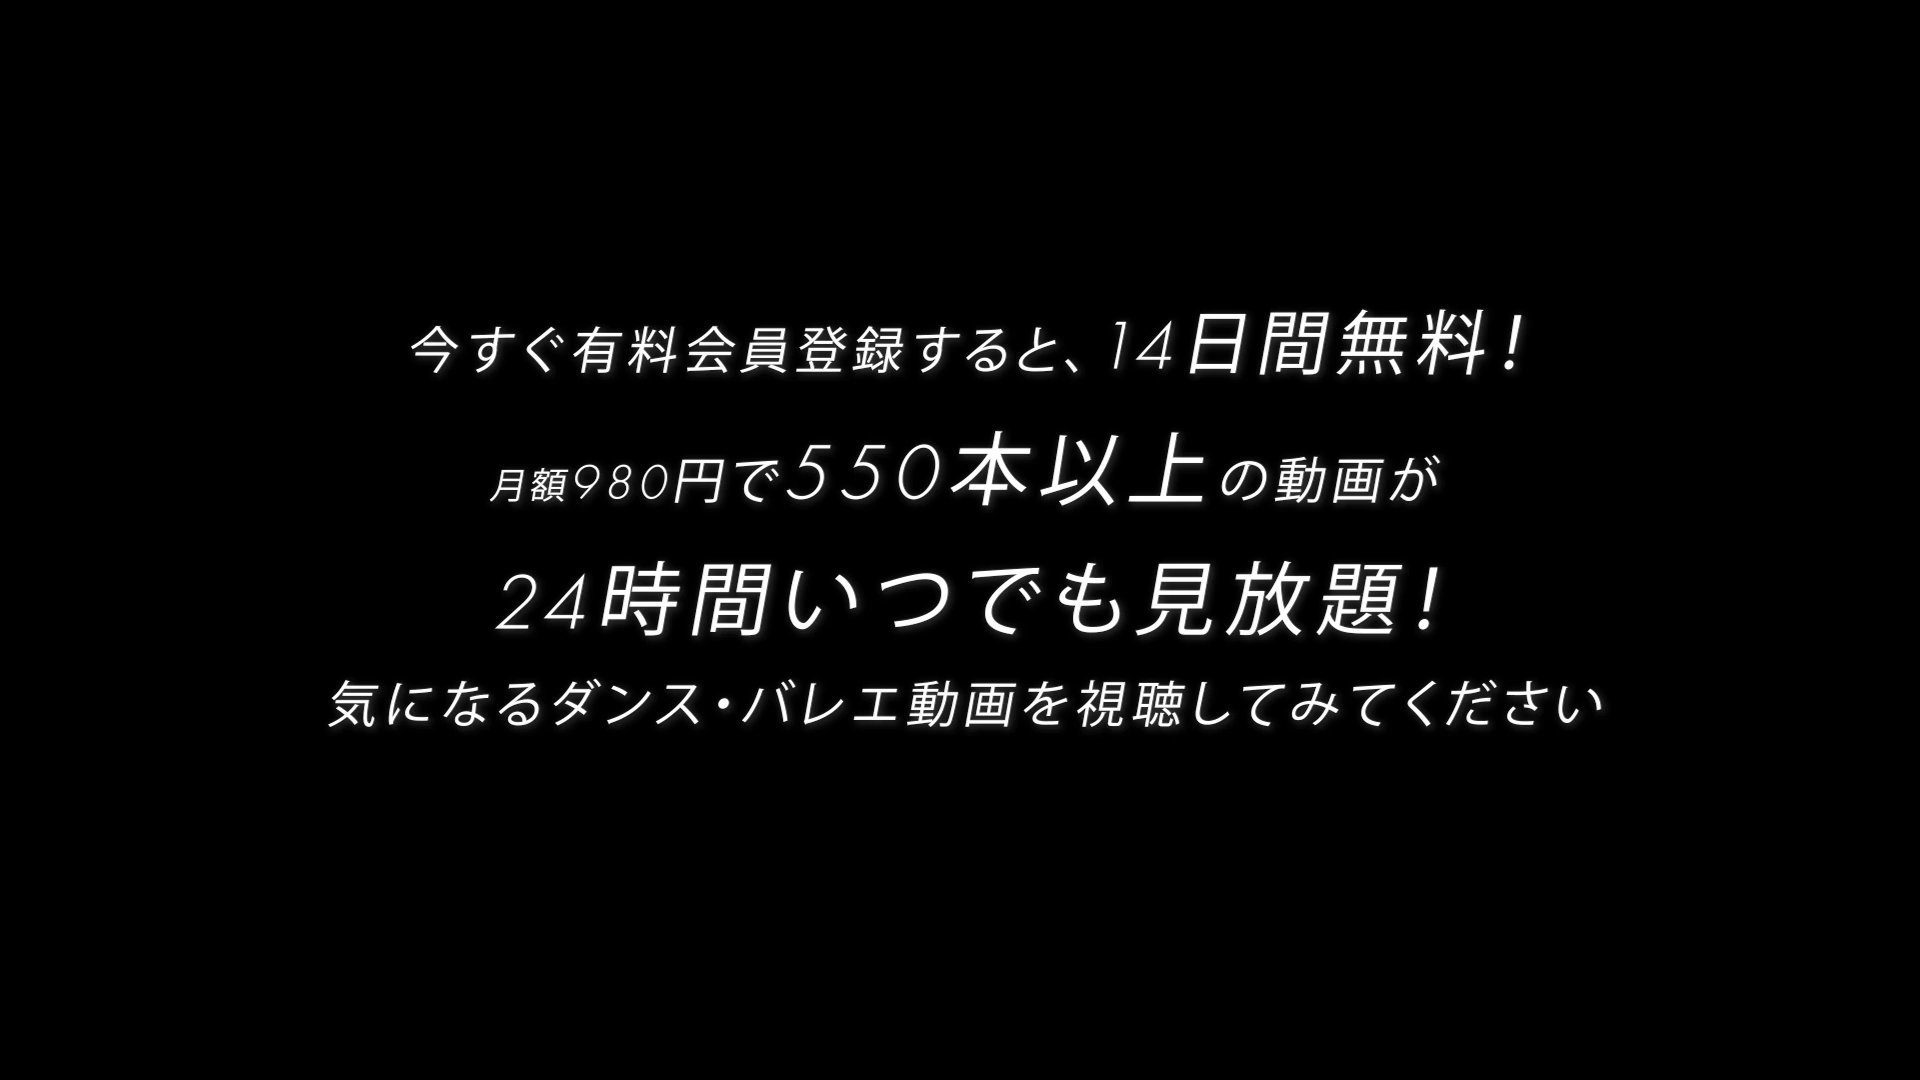 今すぐ有料会員登録すると、14日間無料！
月額980円で550本以上の動画が
24時間いつでも見放題！
気になるダンス・バレエ動画を視聴してみてください